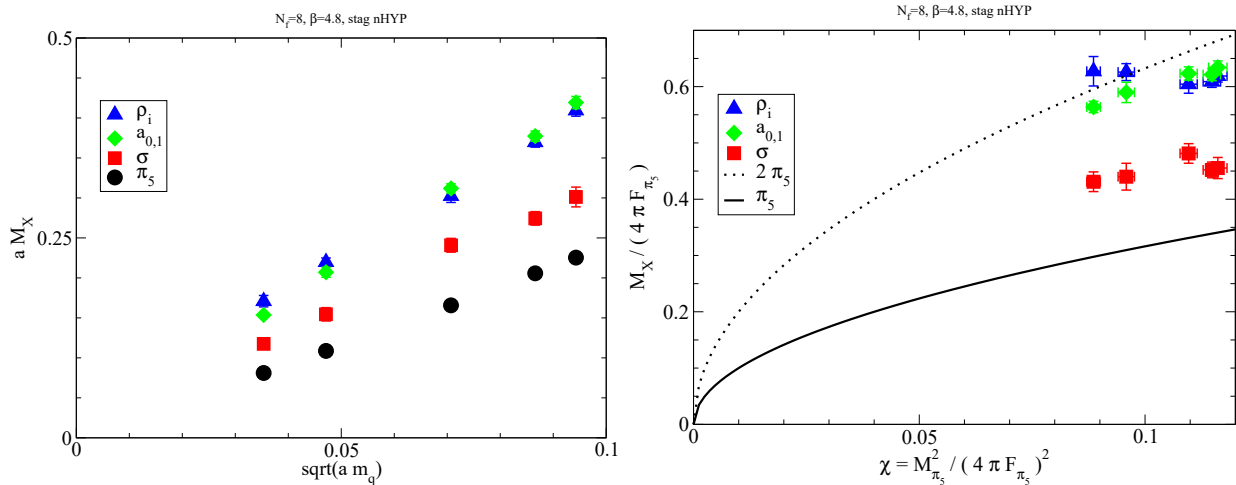 N_f=8, β=4.8, stag nHYP
0.5
0.25
0
a M_X
ρ_i
a_{0,1}
σ
π_5
0
0.05
0.1
sqrt(a m_q)
N_f=8, β=4.8, stag nHYP
0.6
0.4
0.2
0
M_X / ( 4 π F_{π_5} )
ρ_i
a_{0,1}
σ
2 π_5
π_5
0
0.05
0.1
χ = M_{π_5}^2 / ( 4 π F_{π_5} )^2